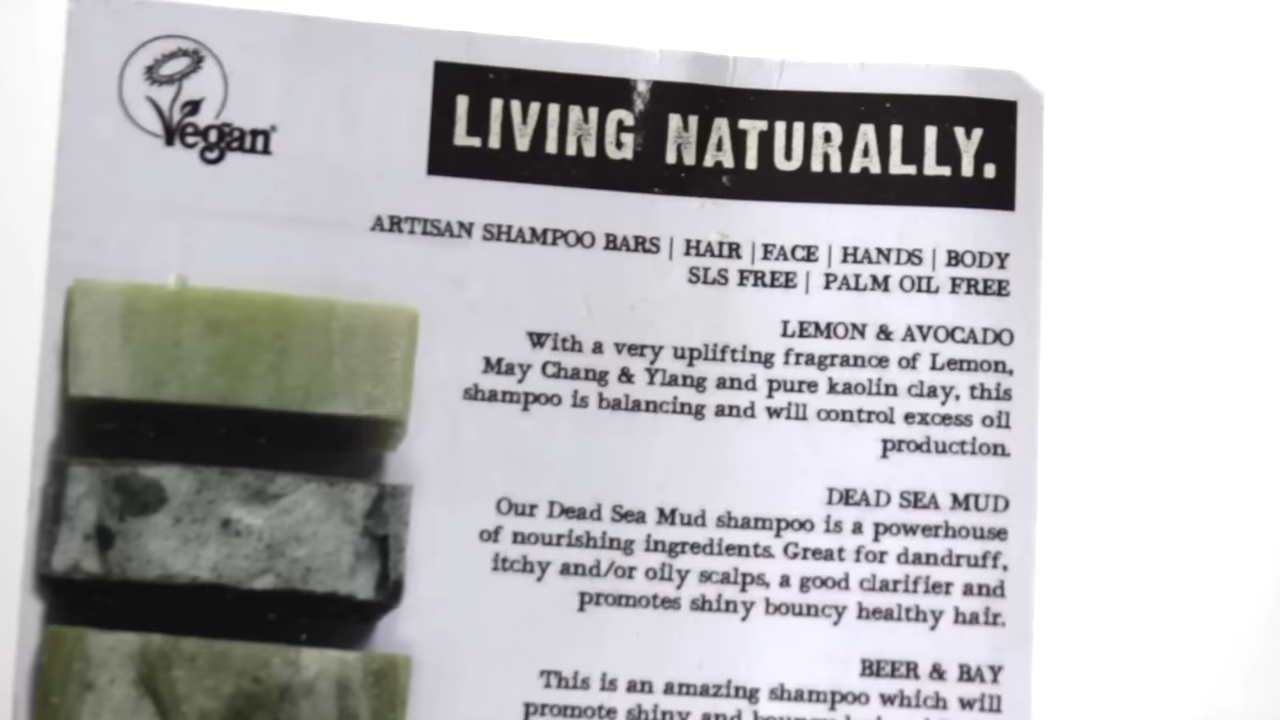 Vegan
LIVING NATURALLY.
ARTISAN SHAMPOO BARS | HAIR | FACE | HANDS | BODY
SLS FREE | PALM OIL FREE
LEMON & AVOCADO
With a very uplifting fragrance of Lemon,
May Chang & Ylang and pure kaolin clay, this
shampoo is balancing and will control excess oil
production.
DEAD SEA MUD
Our Dead Sea Mud shampoo is a powerhouse
of nourishing ingredients. Great for dandruff,
itchy and/or oily scalps, a good clarifier and
promotes shiny bouncy healthy hair.
BEER & BAY
This is an amazing shampoo which will
promote shiny and bouncy